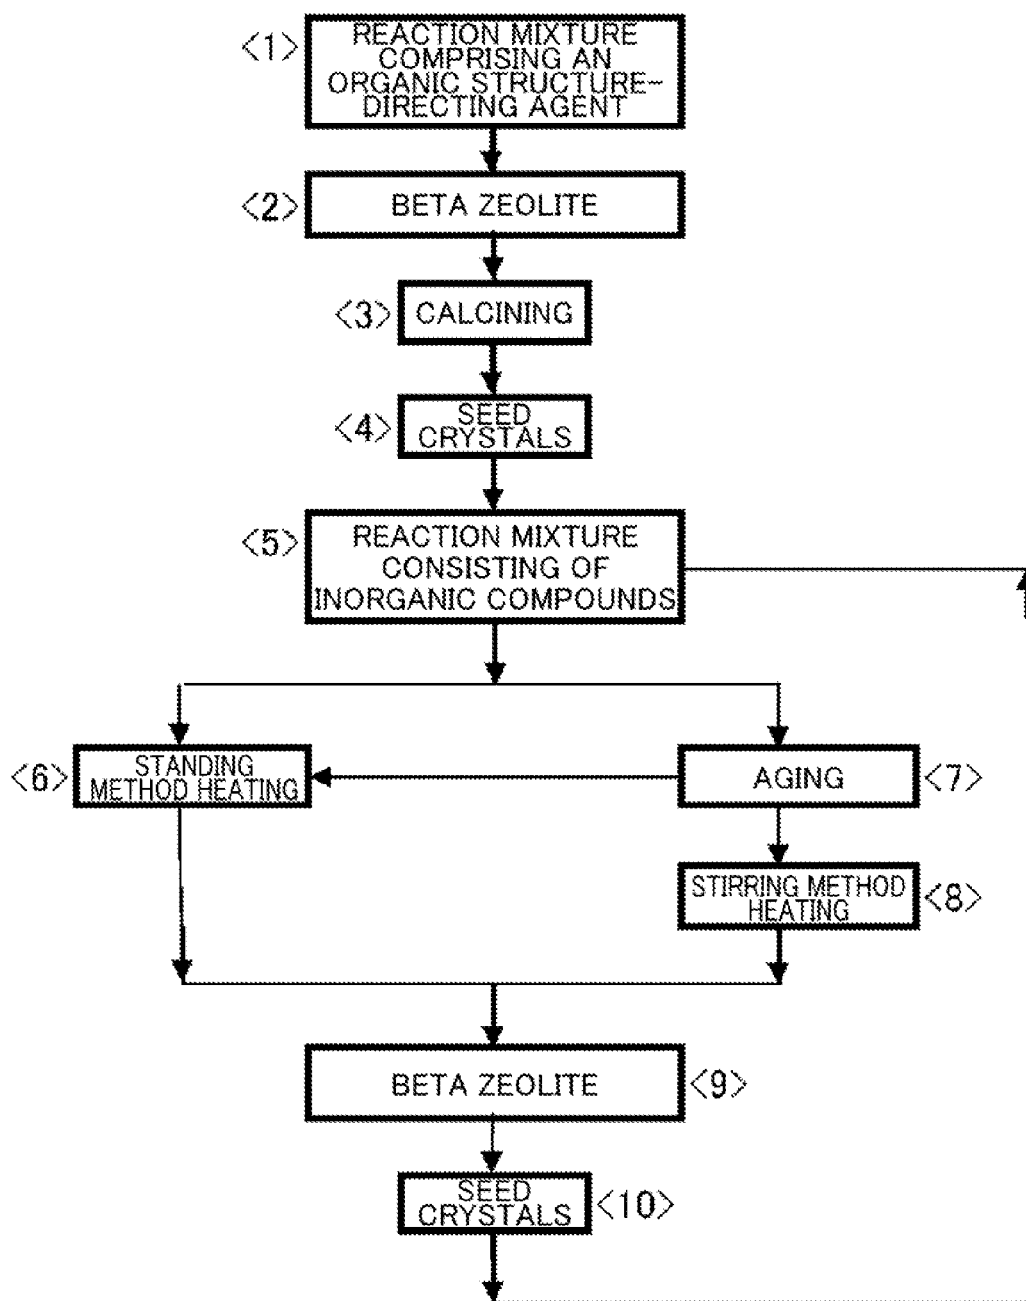 <1>
REACTION MIXTURE
COMPRISING AN
ORGANIC STRUCTURE-
DIRECTING AGENT
<2>
BETA ZEOLITE
<3>
CALCINING
<4>
SEED
CRYSTALS
<5>
REACTION MIXTURE
CONSISTING OF
INORGANIC COMPOUNDS
<6>
STANDING
METHOD HEATING
AGING
<7>
STIRRING METHOD
HEATING
<8>
BETA ZEOLITE
<9>
SEED
CRYSTALS
<10>